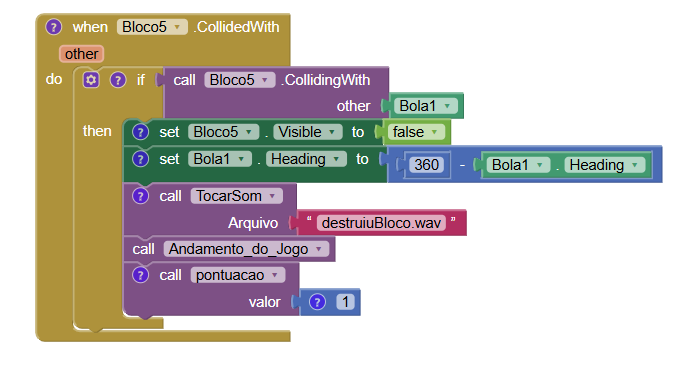 ? when Bloco5 .CollidedWith
other
do ? if call Bloco5 .CollidingWith
other Bola1
then ? set Bloco5 . Visible to false
? set Bola1 . Heading to 360 - Bola1 . Heading
? call TocarSom
Arquivo “ destruiuBloco.wav ”
call Andamento_do_Jogo
? call pontuacao
valor ? 1